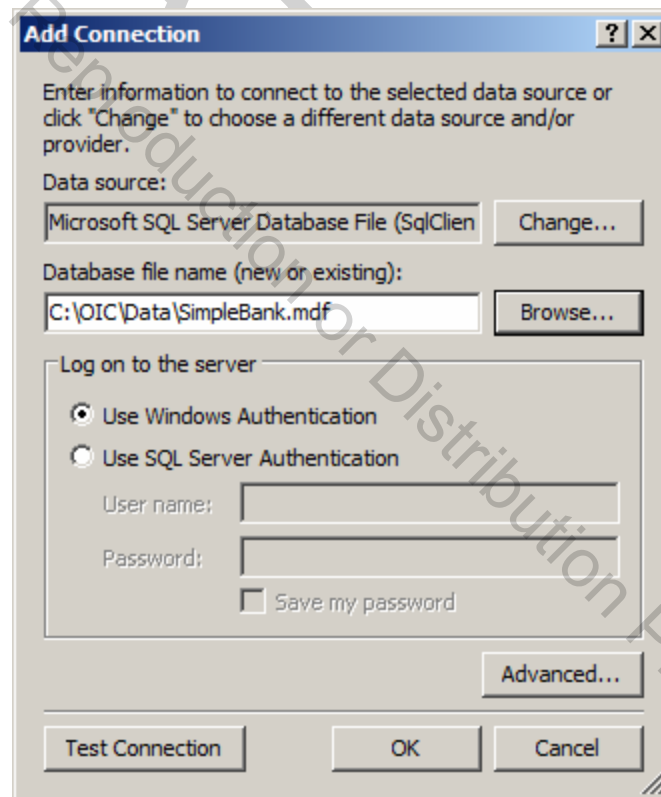 Add Connection
Enter information to connect to the selected data source or
click "Change" to choose a different data source and/or
provider.
Data source:
Microsoft SQL Server Database File (SqlClien
Change...
Database file name (new or existing):
C:\OIC\Data\SimpleBank.mdf
Browse...
Log on to the server
Use Windows Authentication
Use SQL Server Authentication
User name:
Password:
Save my password
Advanced...
Test Connection
OK
Cancel
Reproduction or Distribution